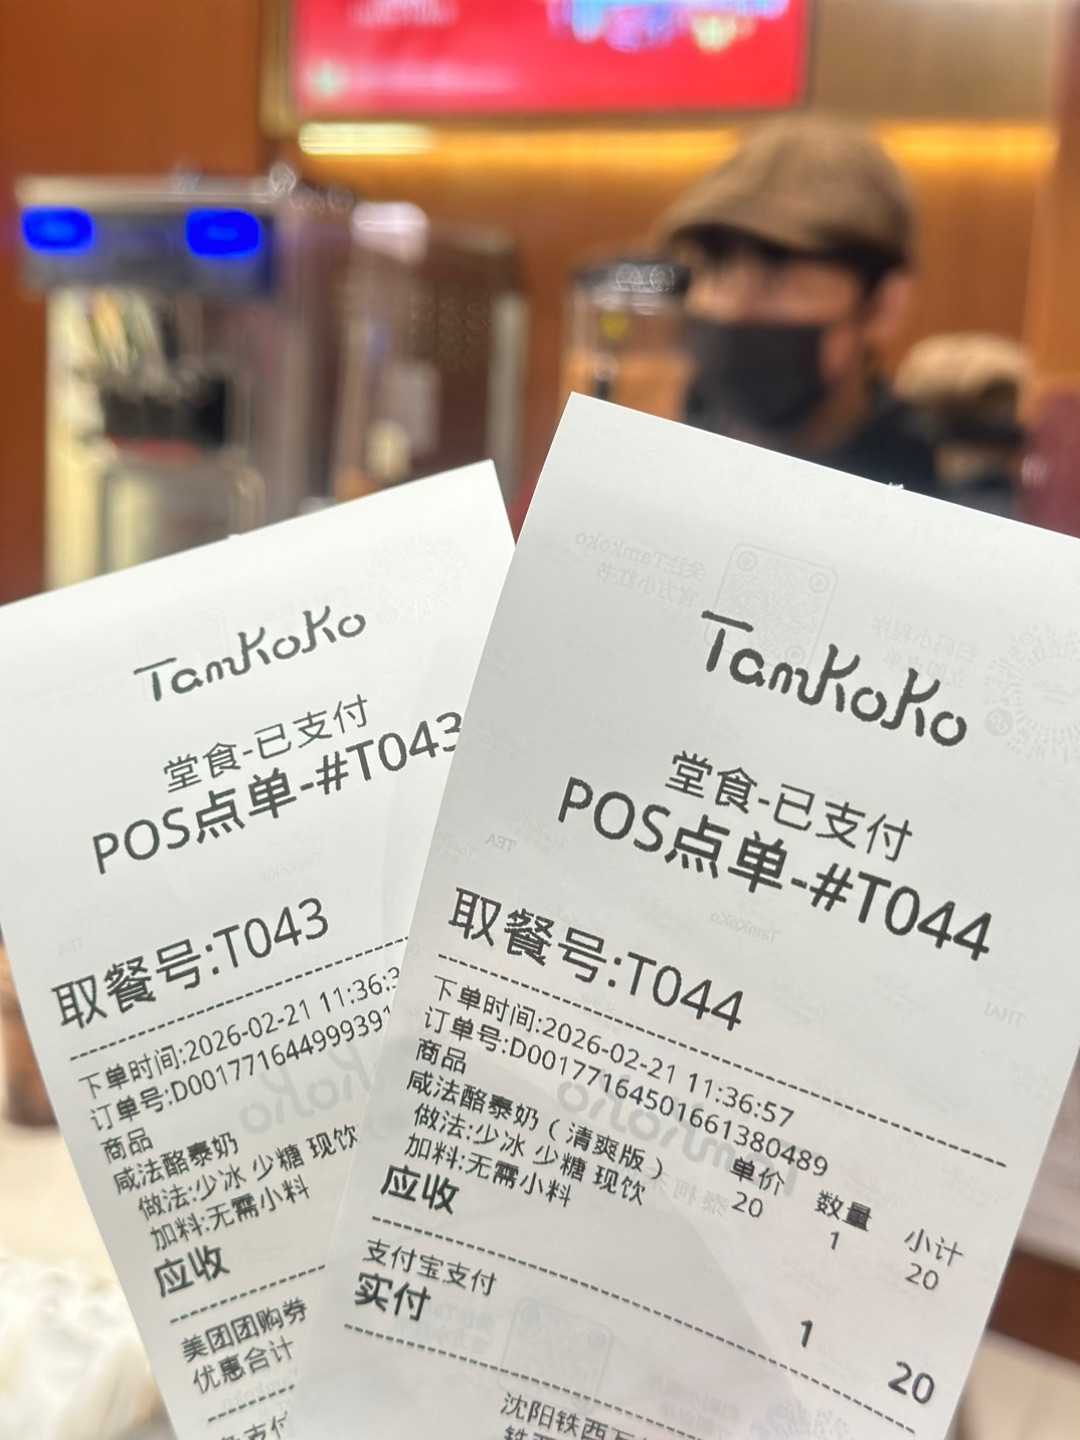 TamKoKo
堂食-已支付
POS点单-#T043
取餐号:T043
下单时间:2026-02-21 11:36:3
订单号:D001771644999391
商品
咸法酪泰奶
做法:少冰 少糖 现饮
加料:无需小料
应收
美团团购券
优惠合计
TamKoKo
堂食-已支付
POS点单-#T044
取餐号:T044
下单时间:2026-02-21 11:36:57
订单号:D00177164501661380489
商品 单价 数量 小计
咸法酪泰奶(清爽版) 20 1 20
做法:少冰 少糖 现饮
加料:无需小料
应收 1 20
支付宝支付
实付
沈阳铁西万